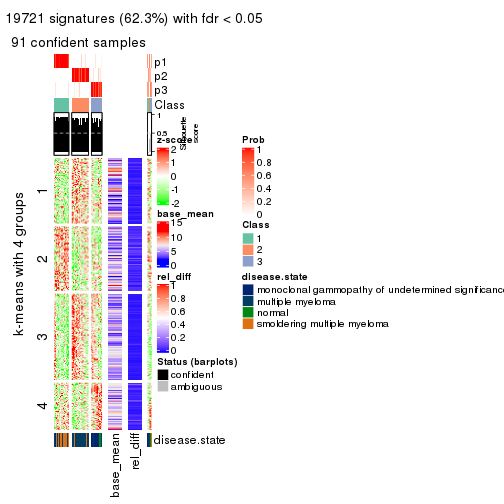 19721 signatures (62.3%) with fdr < 0.05
91 confident samples
p1
p2
p3
Class
1
0.5
0
Silhouette
score
k-means with 4 groups
1
2
3
4
base_mean
rel_diff
disease.state
z-score
2
1
0
-1
-2
base_mean
15
10
5
0
rel_diff
1
0.8
0.6
0.4
0.2
0
Status (barplots)
confident
ambiguous
Prob
1
0.8
0.6
0.4
0.2
0
Class
1
2
3
disease.state
monoclonal gammopathy of undetermined significance
multiple myeloma
normal
smoldering multiple myeloma